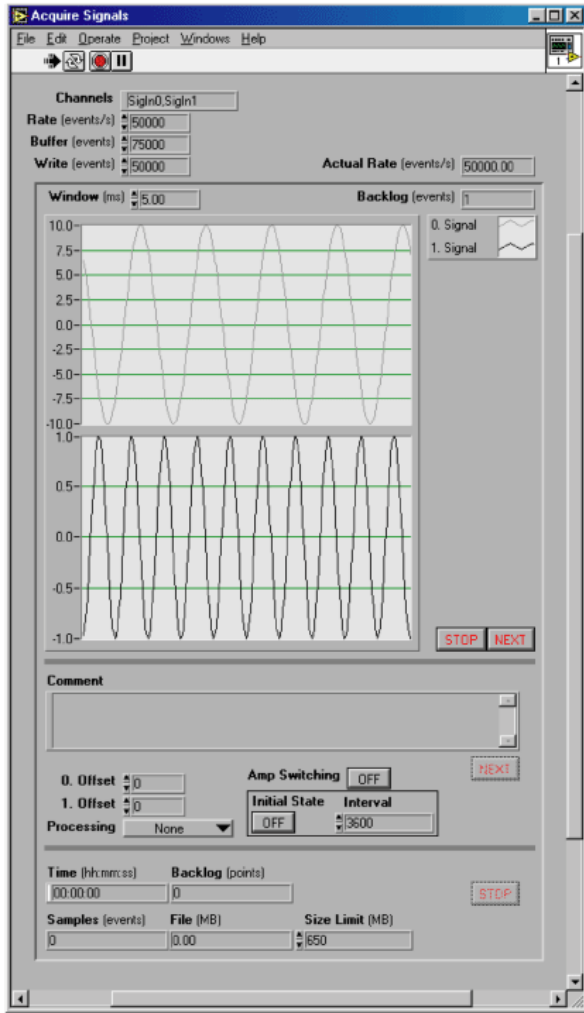 Acquire Signals
File Edit Operate Project Windows Help
1
Channels SigIn0,SigIn1
Rate (events/s) 50000
Buffer (events) 75000
Write (events) 50000 Actual Rate (events/s) 50000.00
Window (ms) 5.00 Backlog (events) 1
10.0
7.5
5.0
2.5
0.0
-2.5
-5.0
-7.5
-10.0
0. Signal
1. Signal
1.0
0.5
0.0
-0.5
-1.0
STOP NEXT
Comment
NEXT
0. Offset 0
1. Offset 0
Processing None
Amp Switching OFF
Initial State Interval
OFF 3600
Time (hh:mm:ss) Backlog (points)
00:00:00 0
STOP
Samples (events) File (MB) Size Limit (MB)
0 0.00 650